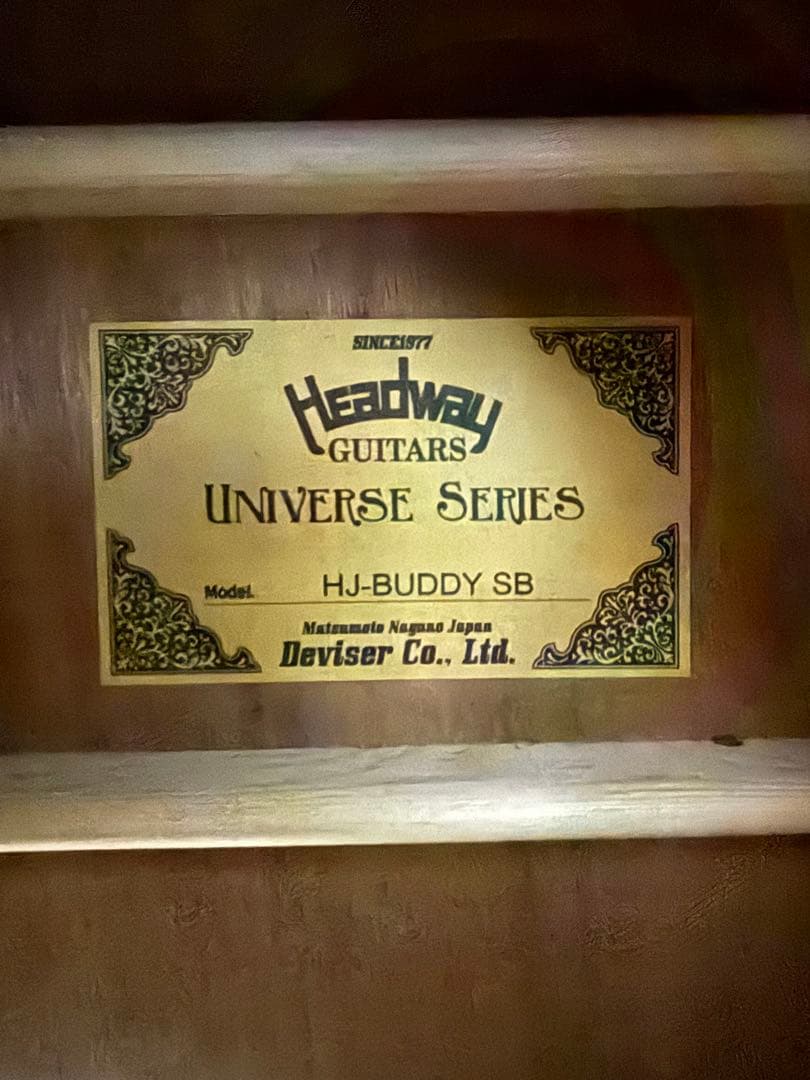 SINCE1977
Headway
GUITARS
UNIVERSE SERIES
Model. HJ-BUDDY SB
Matsumoto Nagano Japan
Deviser Co., Ltd.